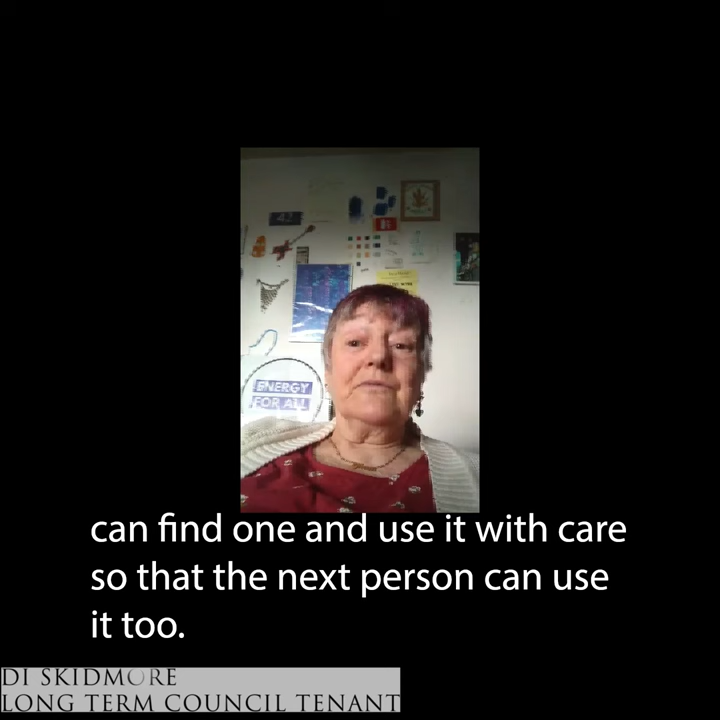 ENERGY
FOR ALL
can find one and use it with care
so that the next person can use
it too.
DI SKIDMORE
LONG TERM COUNCIL TENANT